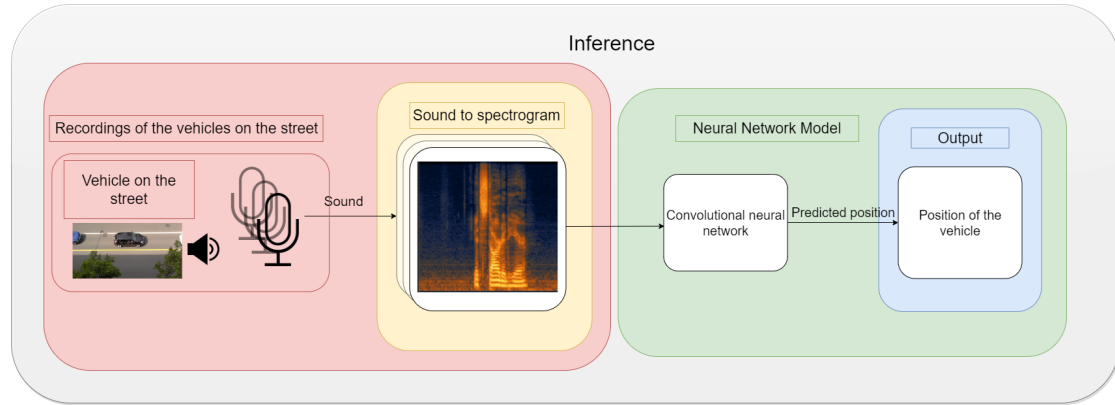 Inference
Recordings of the vehicles on the street
Vehicle on the
street
Sound
Sound to spectrogram
Neural Network Model
Convolutional neural
network
Predicted position
Output
Position of the
vehicle